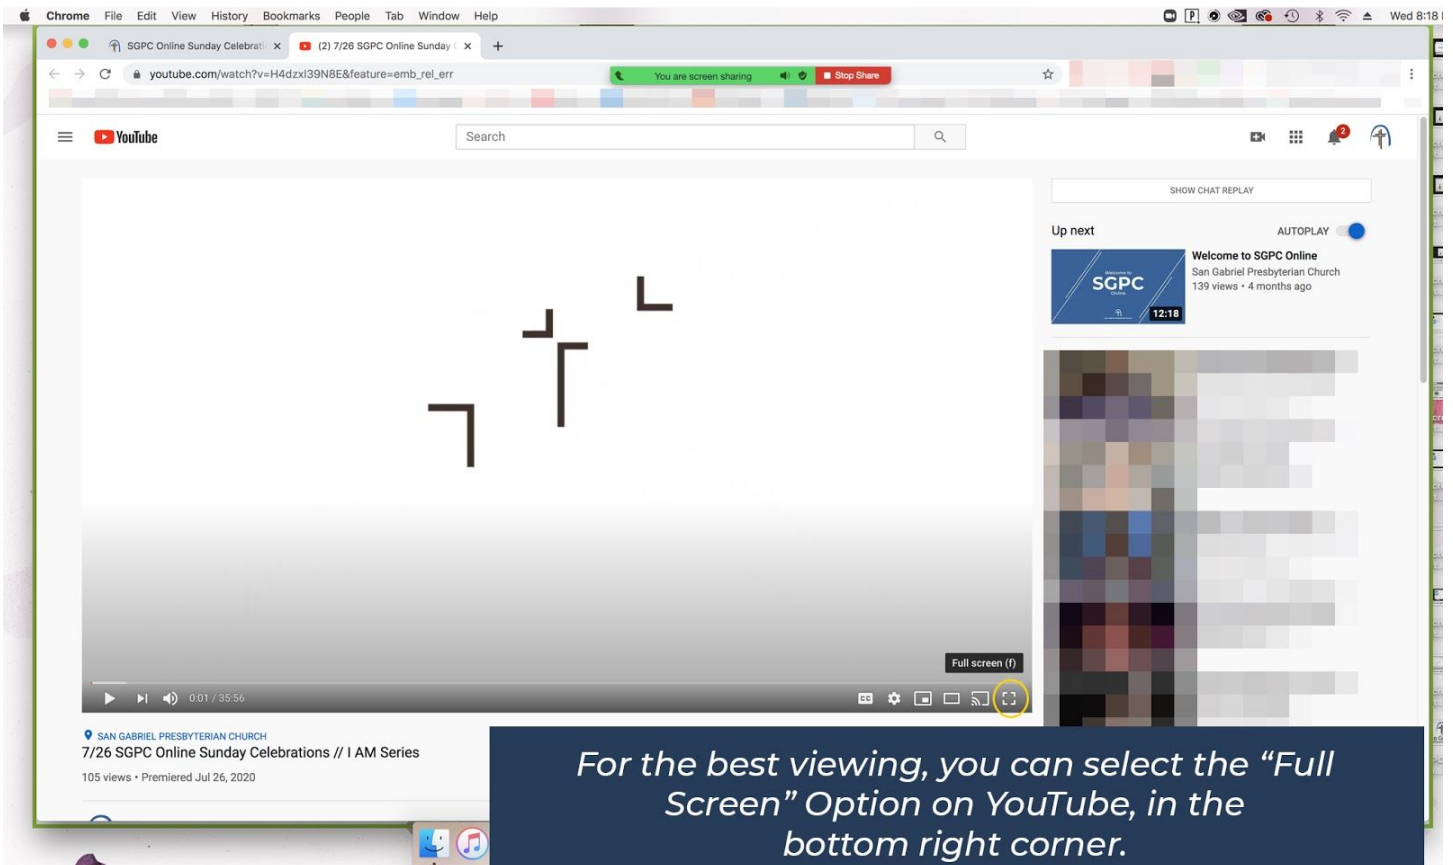 Chrome File Edit View History Bookmarks People Tab Window Help
Wed 8:18
SGPC Online Sunday Celebrati
(2) 7/26 SGPC Online Sunday
youtube.com/watch?v=H4dzxl39N8E&feature=emb_rel_err
You are screen sharing
Stop Share
YouTube
Search
2
SHOW CHAT REPLAY
Up next
AUTOPLAY
Welcome to
SGPC
Online
12:18
Welcome to SGPC Online
San Gabriel Presbyterian Church
139 views • 4 months ago
Full screen (f)
0:01 / 35:56
CC
SAN GABRIEL PRESBYTERIAN CHURCH
7/26 SGPC Online Sunday Celebrations // I AM Series
105 views • Premiered Jul 26, 2020
For the best viewing, you can select the “Full
Screen” Option on YouTube, in the
bottom right corner.